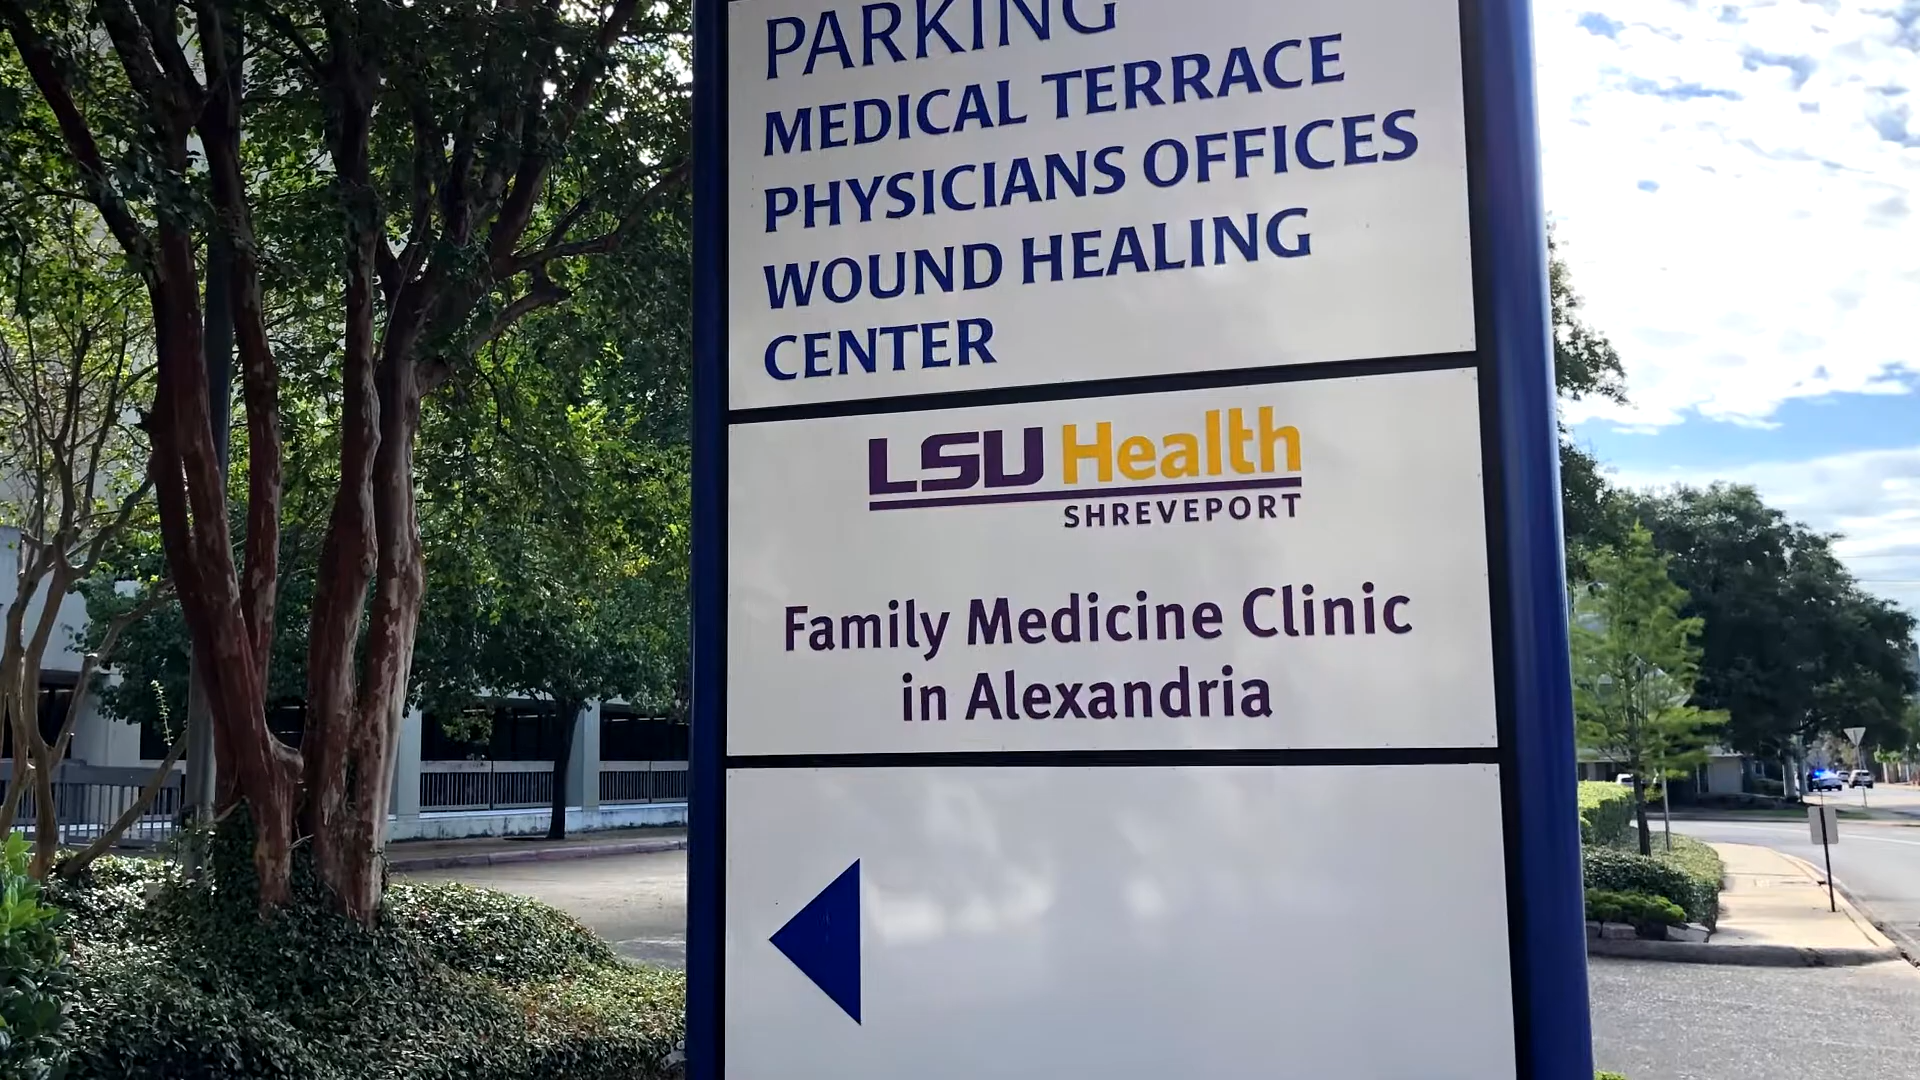 PARKING
MEDICAL TERRACE
PHYSICIANS OFFICES
WOUND HEALING
CENTER
LSU Health
SHREVEPORT
Family Medicine Clinic
in Alexandria